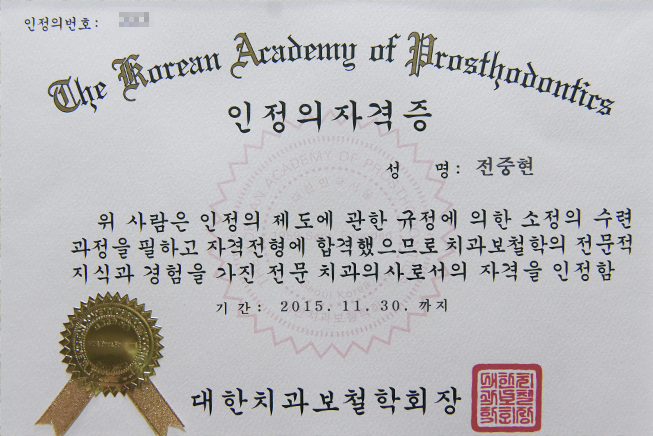 인정의번호:
The Korean Academy of Prosthodontics
인정의자격증
성 명: 전중현
위 사람은 인정의 제도에 관한 규정에 의한 소정의 수련
과정을 필하고 자격전형에 합격했으므로 치과보철학의 전문적
지식과 경험을 가진 전문 치과의사로서의 자격을 인정함
기간: 2015. 11. 30. 까지
대한치과보철학회장